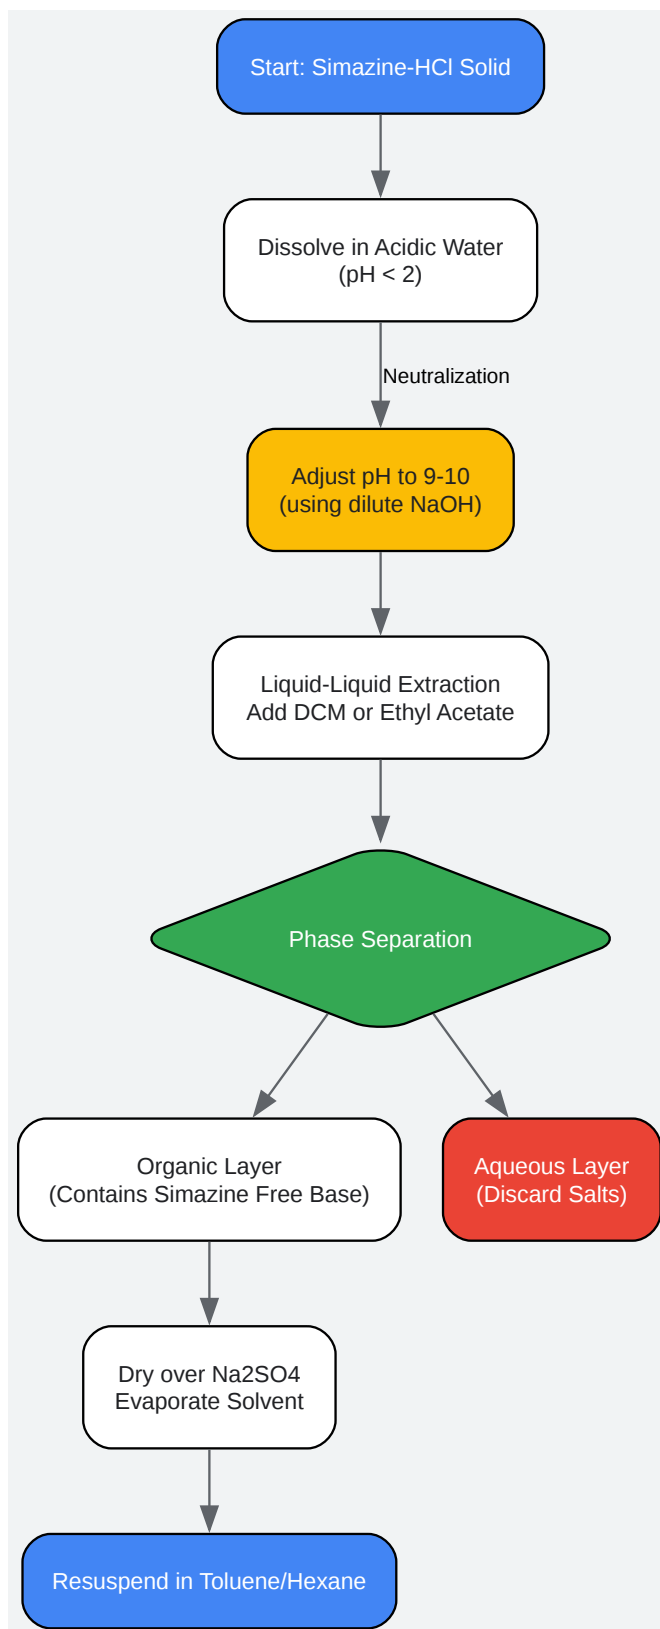 Start: Simazine-HCl Solid
Dissolve in Acidic Water
(pH < 2)
Neutralization
Adjust pH to 9-10
(using dilute NaOH)
Liquid-Liquid Extraction
Add DCM or Ethyl Acetate
Phase Separation
Organic Layer
(Contains Simazine Free Base)
Aqueous Layer
(Discard Salts)
Dry over Na2SO4
Evaporate Solvent
Resuspend in Toluene/Hexane